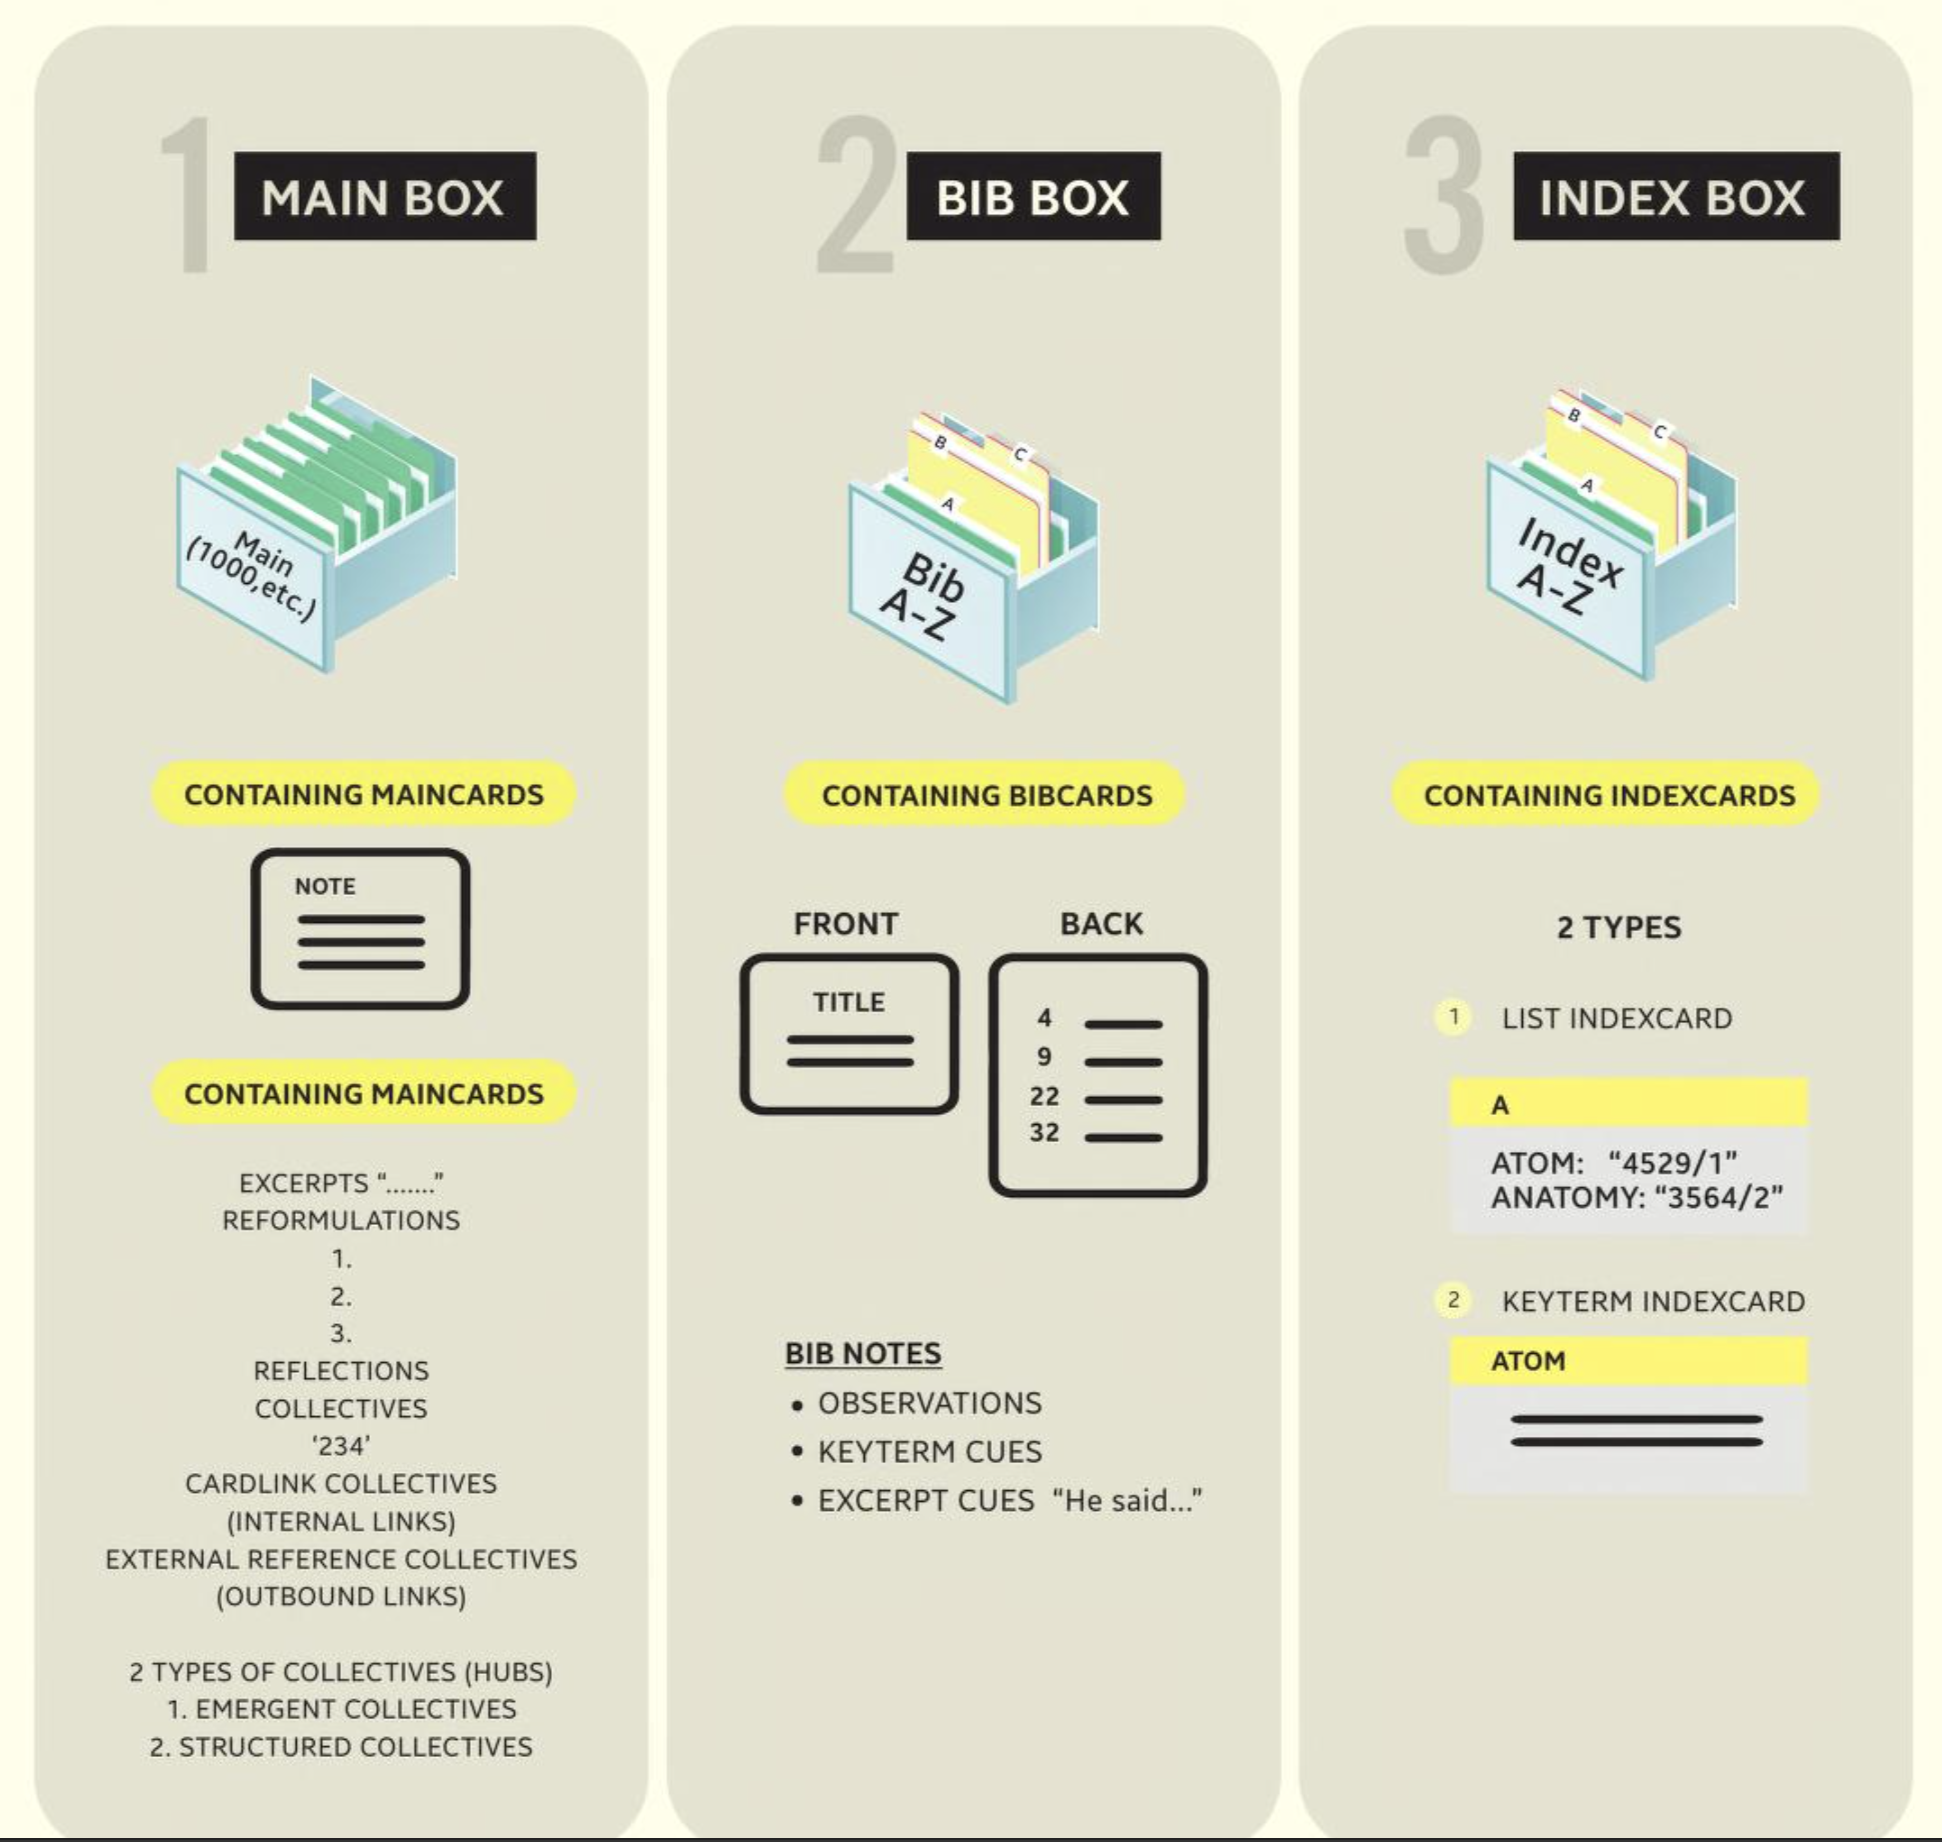 1 MAIN BOX
Main
(1000,etc.)
CONTAINING MAINCARDS
NOTE
CONTAINING MAINCARDS
EXCERPTS “.......”
REFORMULATIONS
1.
2.
3.
REFLECTIONS
COLLECTIVES
‘234’
CARDLINK COLLECTIVES
(INTERNAL LINKS)
EXTERNAL REFERENCE COLLECTIVES
(OUTBOUND LINKS)
2 TYPES OF COLLECTIVES (HUBS)
1. EMERGENT COLLECTIVES
2. STRUCTURED COLLECTIVES
2 BIB BOX
B
C
A
Bib
A-Z
CONTAINING BIBCARDS
FRONT
TITLE
BACK
4
9
22
32
BIB NOTES
• OBSERVATIONS
• KEYTERM CUES
• EXCERPT CUES “He said...”
3 INDEX BOX
B
C
A
Index
A-Z
CONTAINING INDEXCARDS
2 TYPES
1 LIST INDEXCARD
A
ATOM: “4529/1”
ANATOMY: “3564/2”
2 KEYTERM INDEXCARD
ATOM